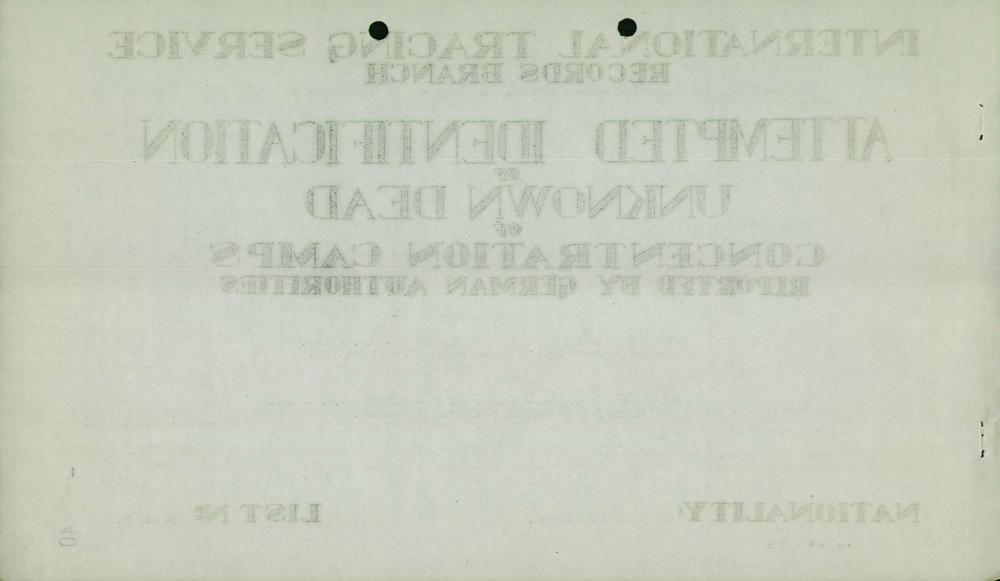 INTERNATIONAL TRACING SERVICE
RECORDS BRANCH
ATTEMPTED IDENTIFICATION
OF
UNKNOWN DEAD
OF
CONCENTRATION CAMPS
REPORTED BY GERMAN AUTHORITIES
NATIONALITY: LIST Nº
40